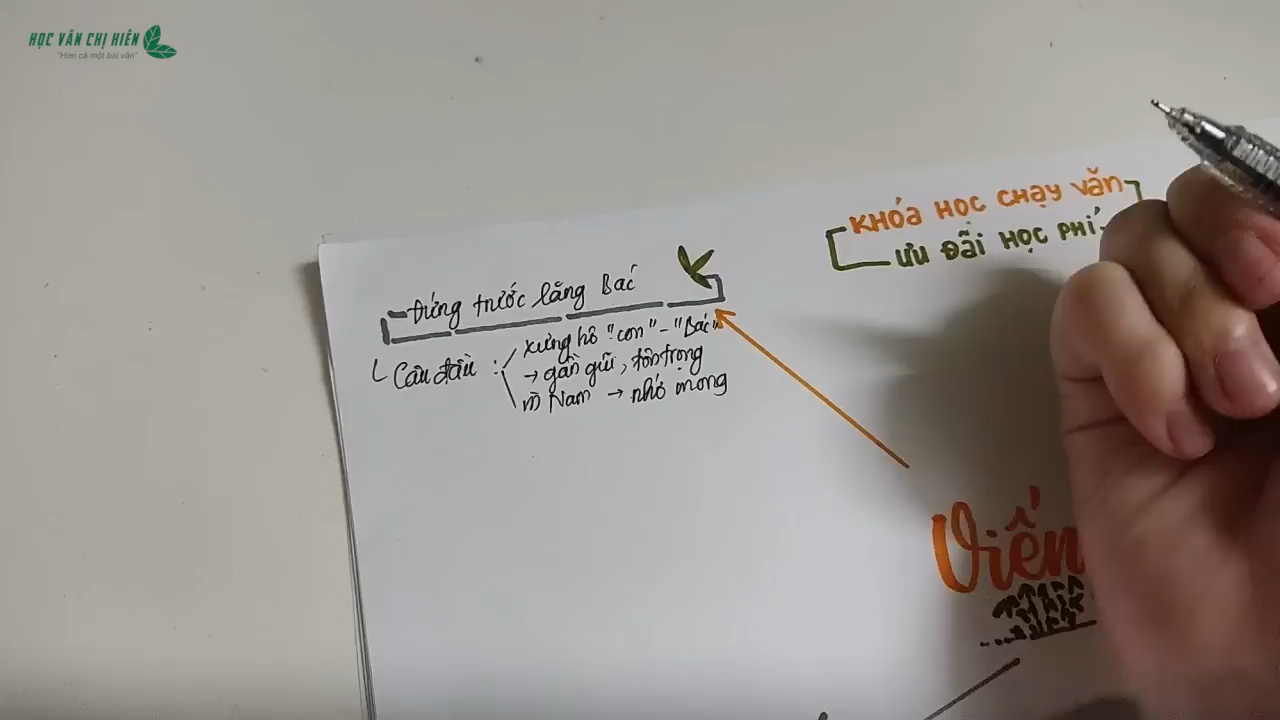 HỌC VĂN CHỊ HIÊN
"Hơn cả một bài văn"
KHÓA HỌC CHẠY VĂN
ƯU ĐÃI HỌC PHÍ
Đứng trước lăng Bác
Câu đầu :
xưng hô "con" - "Bác"
→ gần gũi, tôn trọng
Nam → nhớ mong
Viến